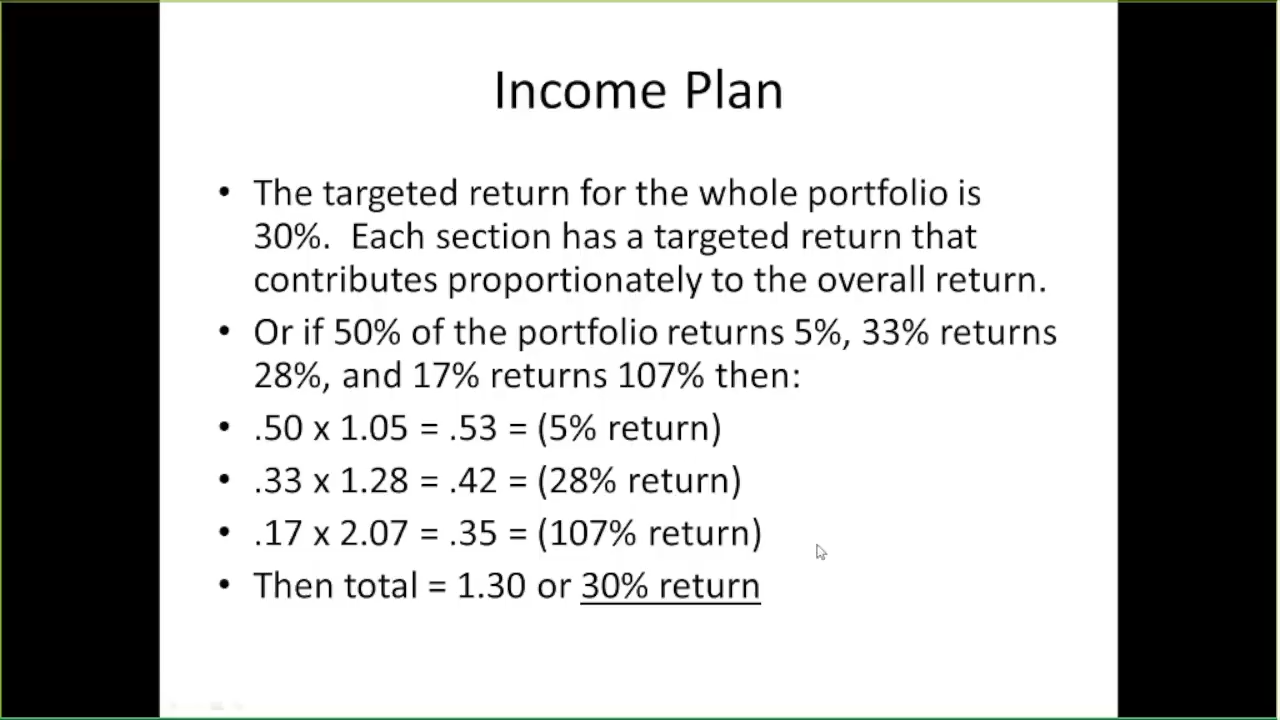 Income Plan
• The targeted return for the whole portfolio is
30%.  Each section has a targeted return that
contributes proportionately to the overall return.
• Or if 50% of the portfolio returns 5%, 33% returns
28%, and 17% returns 107% then:
• .50 x 1.05 = .53 = (5% return)
• .33 x 1.28 = .42 = (28% return)
• .17 x 2.07 = .35 = (107% return)
• Then total = 1.30 or 30% return